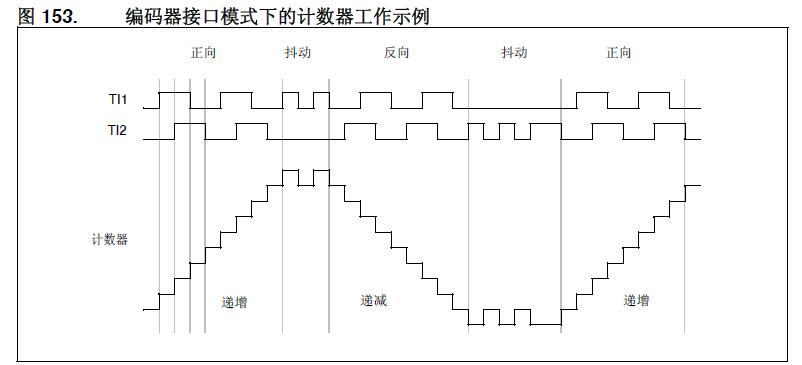 图 153. 编码器接口模式下的计数器工作示例
正向 抖动 反向 抖动 正向
TI1
TI2
计数器
递增 递减 递增